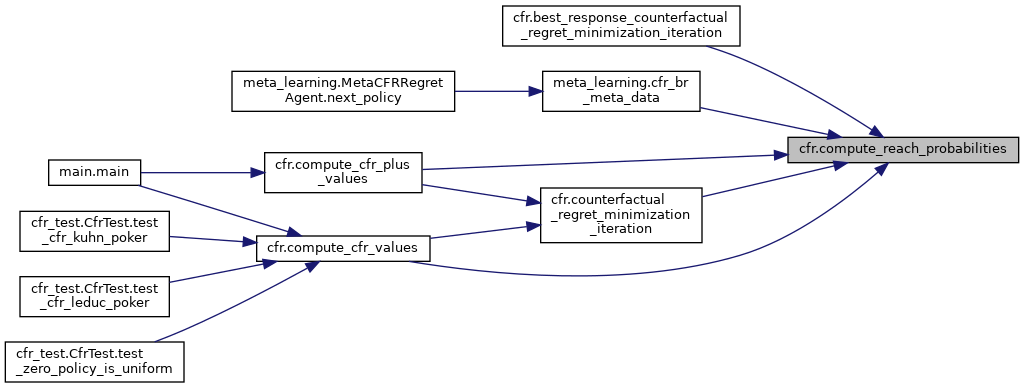 cfr.best_response_counterfactual
_regret_minimization_iteration
meta_learning.MetaCFRRegret
Agent.next_policy
meta_learning.cfr_br
_meta_data
cfr.compute_reach_probabilities
main.main
cfr.compute_cfr_plus
_values
cfr.counterfactual
_regret_minimization
_iteration
cfr_test.CfrTest.test
_cfr_kuhn_poker
cfr.compute_cfr_values
cfr_test.CfrTest.test
_cfr_leduc_poker
cfr_test.CfrTest.test
_zero_policy_is_uniform